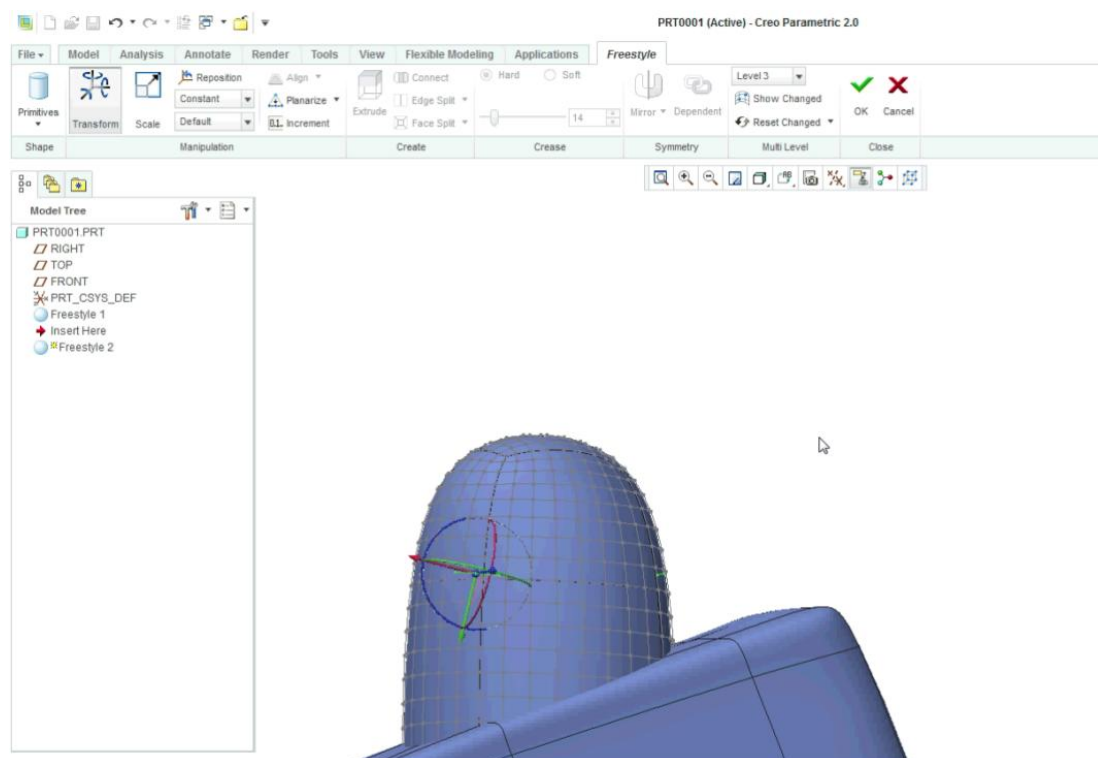 PRT0001 (Active) - Creo Parametric 2.0
File Model Analysis Annotate Render Tools View Flexible Modeling Applications Freestyle
Primitives
Transform
Scale
Reposition
Constant
Default
Align
Planarize
0.1 Increment
Extrude
Connect
Edge Split
Face Split
Hard Soft
14
Mirror
Dependent
Level 3
Show Changed
Reset Changed
OK
Cancel
Shape Manipulation Create Crease Symmetry Multi Level Close
Model Tree
PRT0001.PRT
RIGHT
TOP
FRONT
PRT_CSYS_DEF
Freestyle 1
Insert Here
Freestyle 2